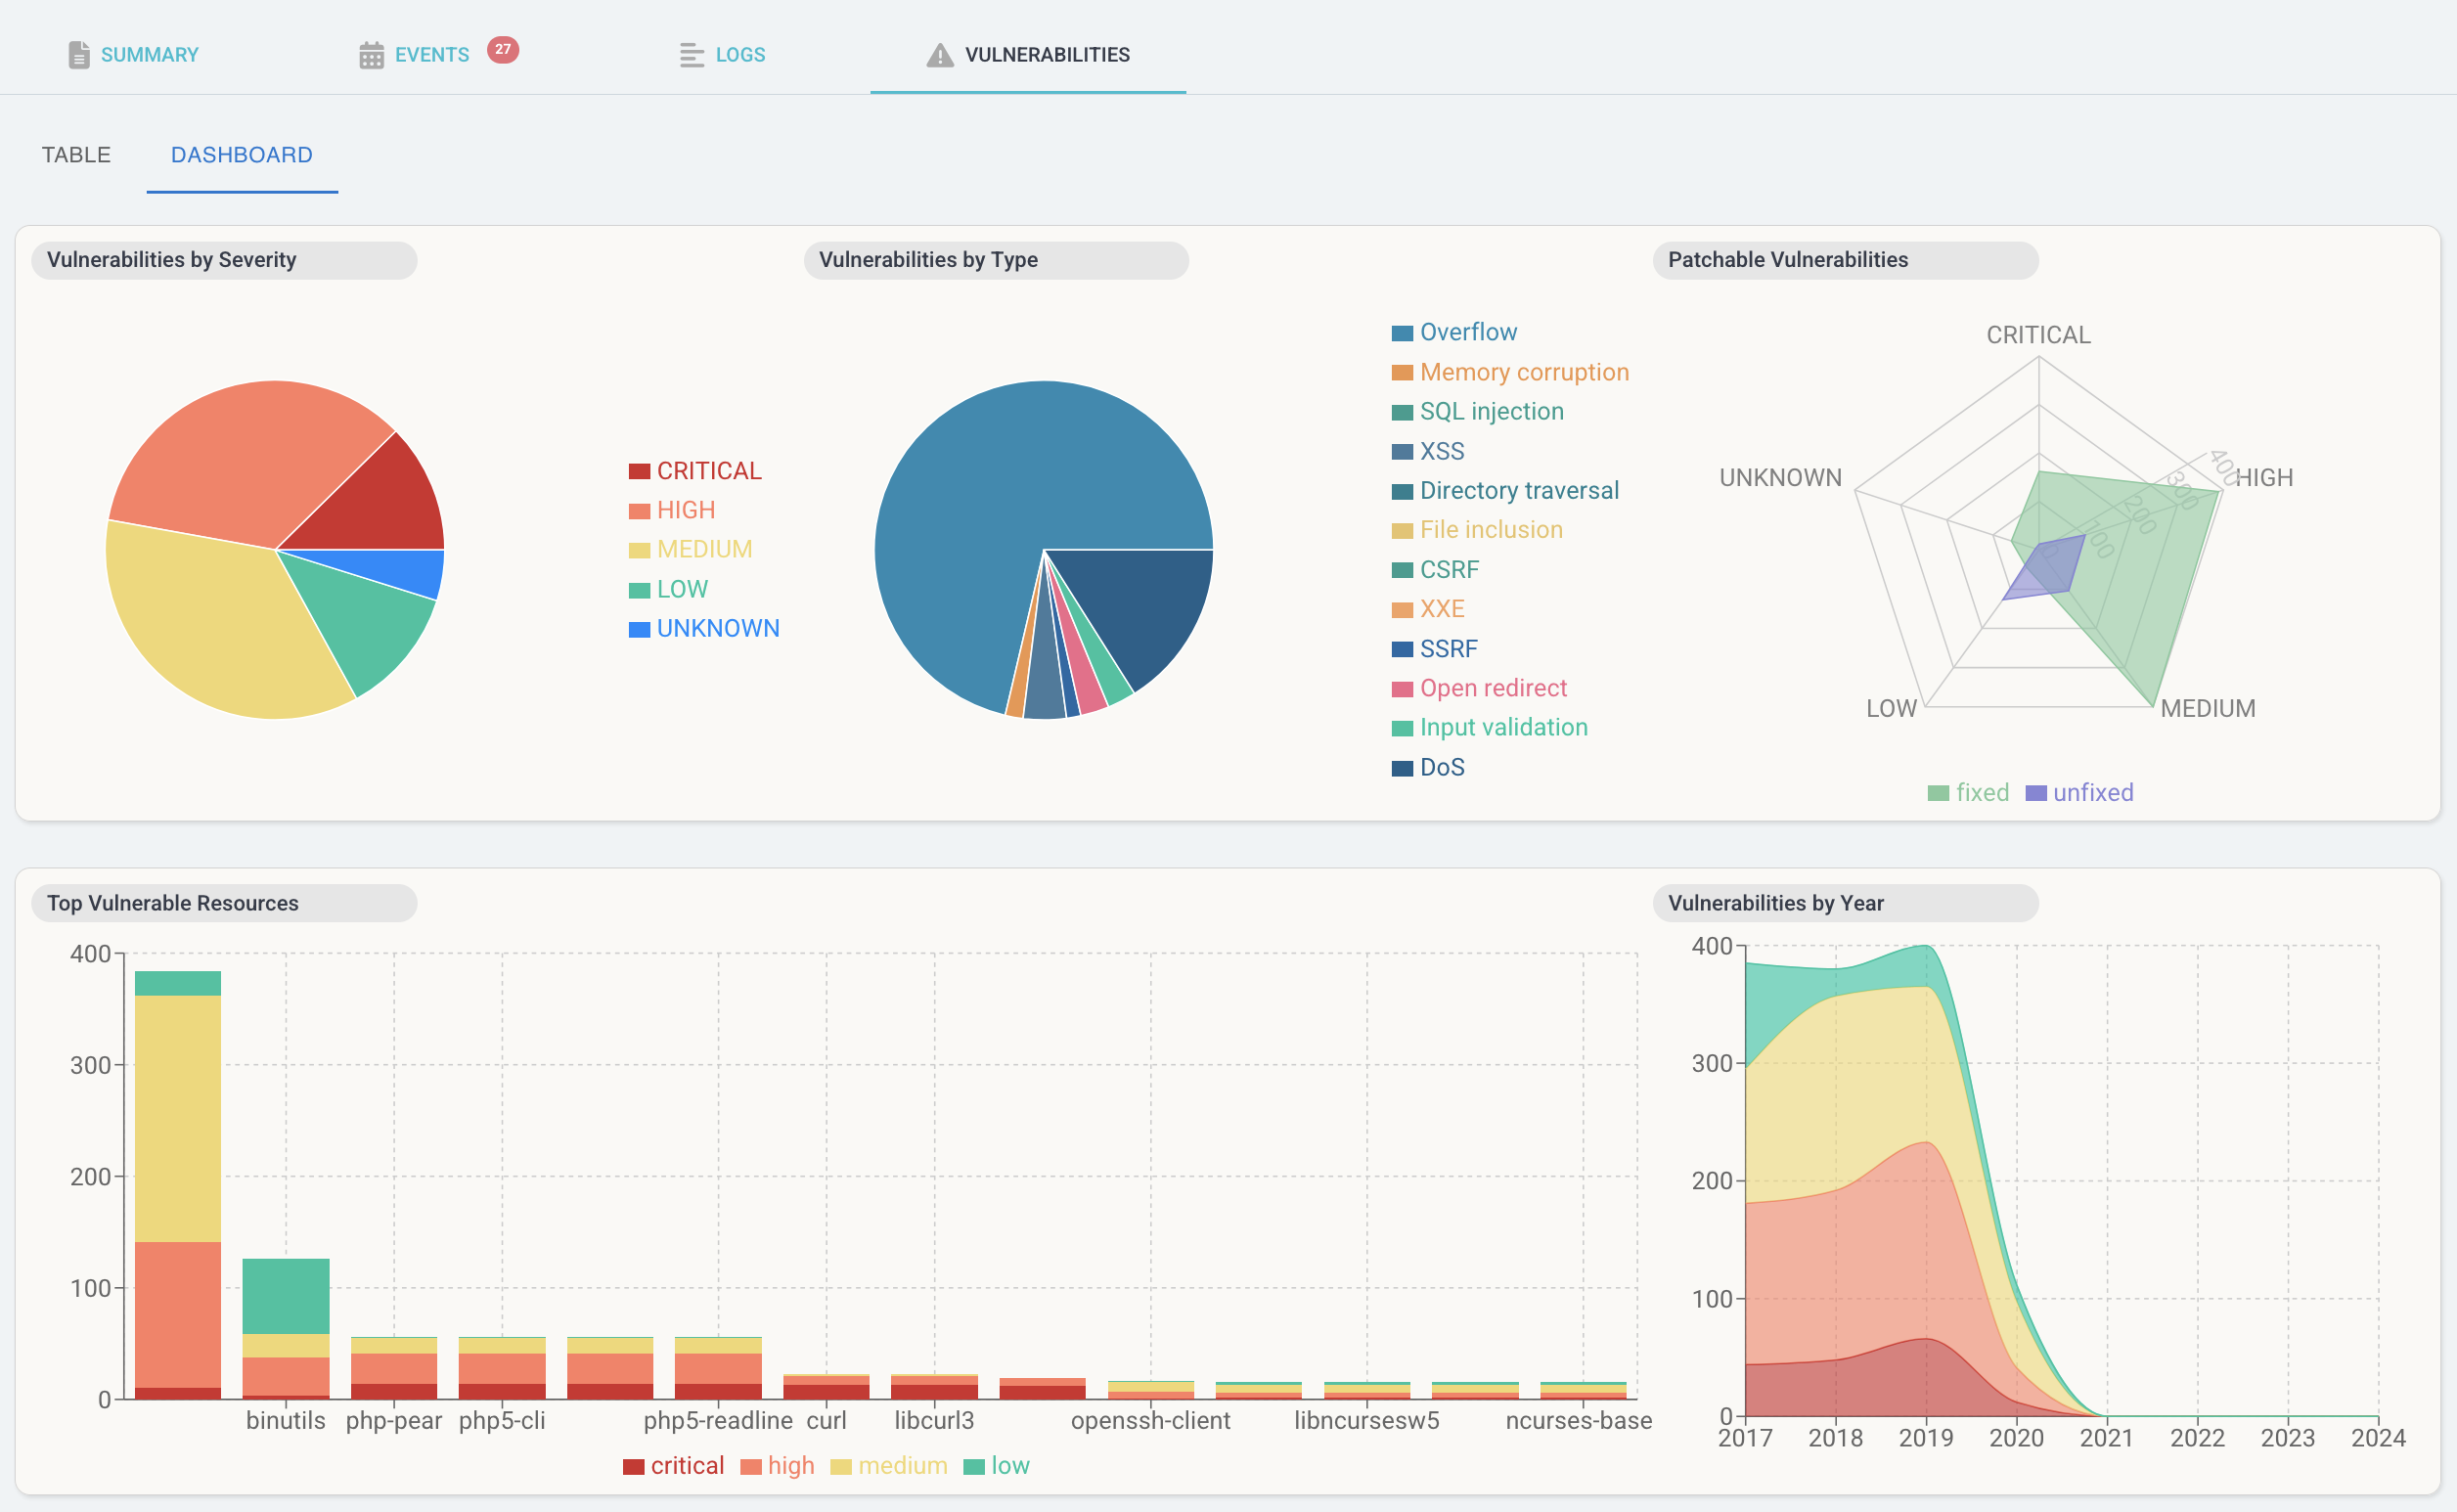 SUMMARY
EVENTS 27
LOGS
VULNERABILITIES
TABLE
DASHBOARD
Vulnerabilities by Severity
CRITICAL
HIGH
MEDIUM
LOW
UNKNOWN
Vulnerabilities by Type
Overflow
Memory corruption
SQL injection
XSS
Directory traversal
File inclusion
CSRF
XXE
SSRF
Open redirect
Input validation
DoS
Patchable Vulnerabilities
CRITICAL
HIGH
MEDIUM
LOW
UNKNOWN
0
100
200
300
400
fixed unfixed
Top Vulnerable Resources
400
300
200
100
0
binutils php-pear php5-cli php5-readline curl libcurl3 openssh-client libncursesw5 ncurses-base
critical high medium low
Vulnerabilities by Year
400
300
200
100
0
2017 2018 2019 2020 2021 2022 2023 2024